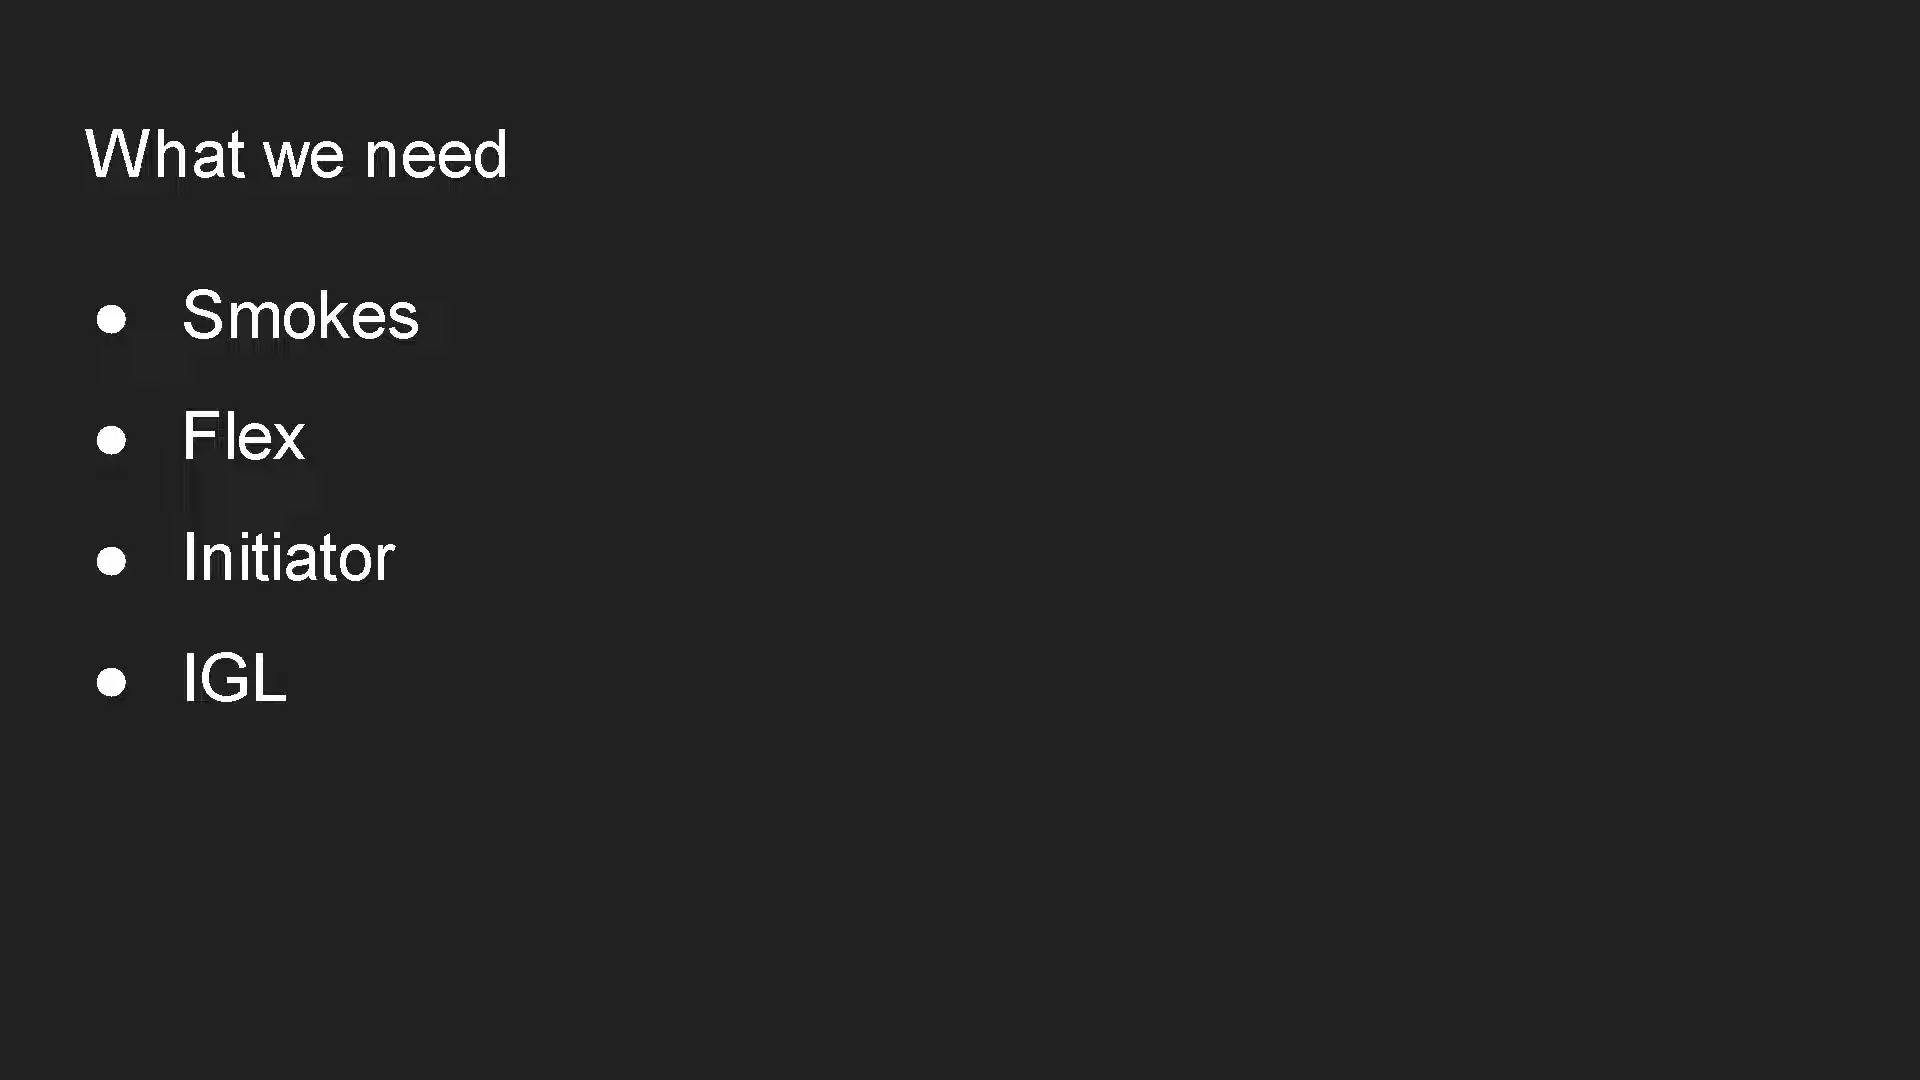 What we need
● Smokes
● Flex
● Initiator
● IGL